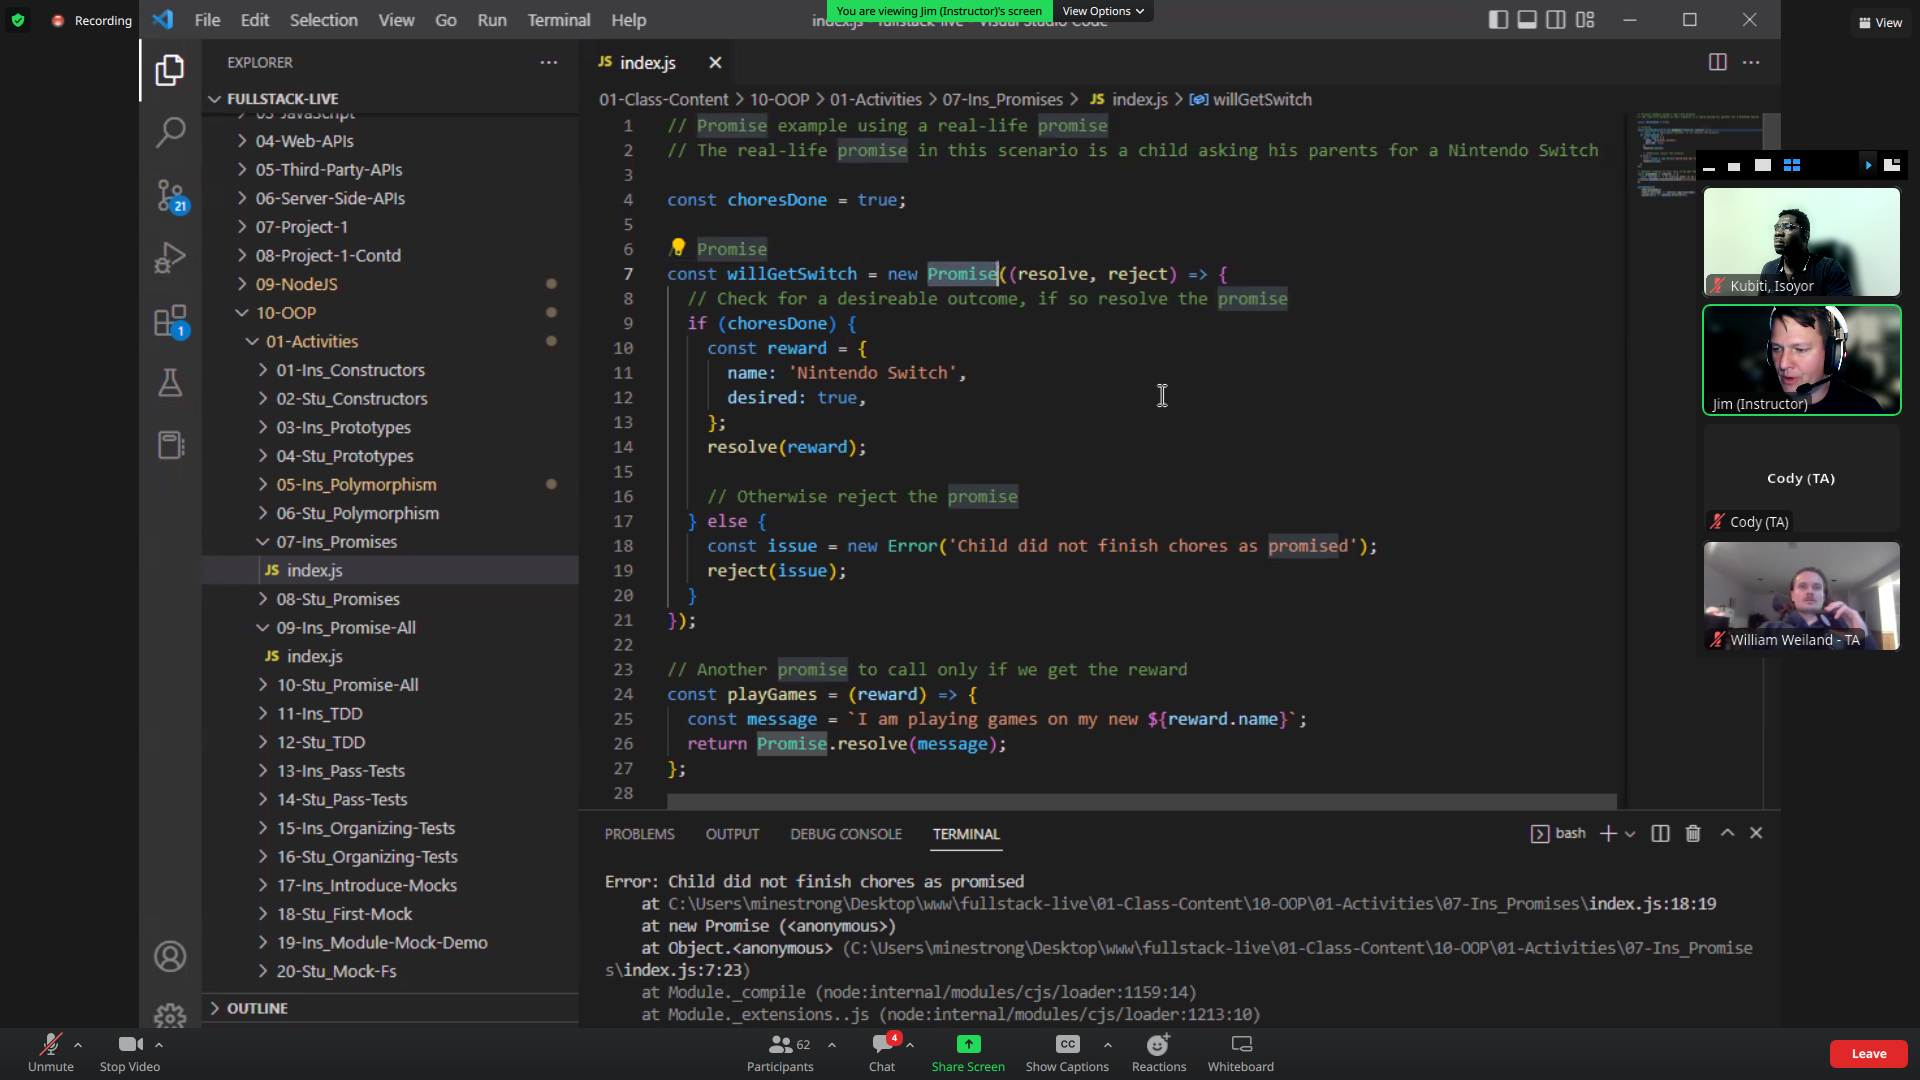 Recording
File Edit Selection View Go Run Terminal Help
You are viewing Jim (Instructor)'s screen
View Options
View
EXPLORER
FULLSTACK-LIVE
03-JavaScript
04-Web-APIs
05-Third-Party-APIs
06-Server-Side-APIs
07-Project-1
08-Project-1-Contd
09-NodeJS
10-OOP
01-Activities
01-Ins_Constructors
02-Stu_Constructors
03-Ins_Prototypes
04-Stu_Prototypes
05-Ins_Polymorphism
06-Stu_Polymorphism
07-Ins_Promises
JS index.js
08-Stu_Promises
09-Ins_Promise-All
JS index.js
10-Stu_Promise-All
11-Ins_TDD
12-Stu_TDD
13-Ins_Pass-Tests
14-Stu_Pass-Tests
15-Ins_Organizing-Tests
16-Stu_Organizing-Tests
17-Ins_Introduce-Mocks
18-Stu_First-Mock
19-Ins_Module-Mock-Demo
20-Stu_Mock-Fs
OUTLINE
21
1
JS index.js
01-Class-Content > 10-OOP > 01-Activities > 07-Ins_Promises > JS index.js > willGetSwitch
1 // Promise example using a real-life promise
2 // The real-life promise in this scenario is a child asking his parents for a Nintendo Switch
3
4 const choresDone = true;
5
6 / Promise
7 const willGetSwitch = new Promise((resolve, reject) => {
8 // Check for a desireable outcome, if so resolve the promise
9 if (choresDone) {
10 const reward = {
11 name: 'Nintendo Switch',
12 desired: true,
13 };
14 resolve(reward);
15
16 // Otherwise reject the promise
17 } else {
18 const issue = new Error('Child did not finish chores as promised');
19 reject(issue);
20 }
21 });
22
23 // Another promise to call only if we get the reward
24 const playGames = (reward) => {
25 const message = `I am playing games on my new ${reward.name}`;
26 return Promise.resolve(message);
27 };
28
PROBLEMS OUTPUT DEBUG CONSOLE TERMINAL
bash
Error: Child did not finish chores as promised
at C:\Users\minestrong\Desktop\www\fullstack-live\01-Class-Content\10-OOP\01-Activities\07-Ins_Promises\index.js:18:19
at new Promise (<anonymous>)
at Object.<anonymous> (C:\Users\minestrong\Desktop\www\fullstack-live\01-Class-Content\10-OOP\01-Activities\07-Ins_Promise
s\index.js:7:23)
at Module._compile (node:internal/modules/cjs/loader:1159:14)
at Module._extensions..js (node:internal/modules/cjs/loader:1213:10)
Kubiti, Isoyor
Jim (Instructor)
Cody (TA)
Cody (TA)
William Weiland - TA
Unmute
Stop Video
62
Participants
4
Chat
Share Screen
CC
Show Captions
Reactions
Whiteboard
Leave